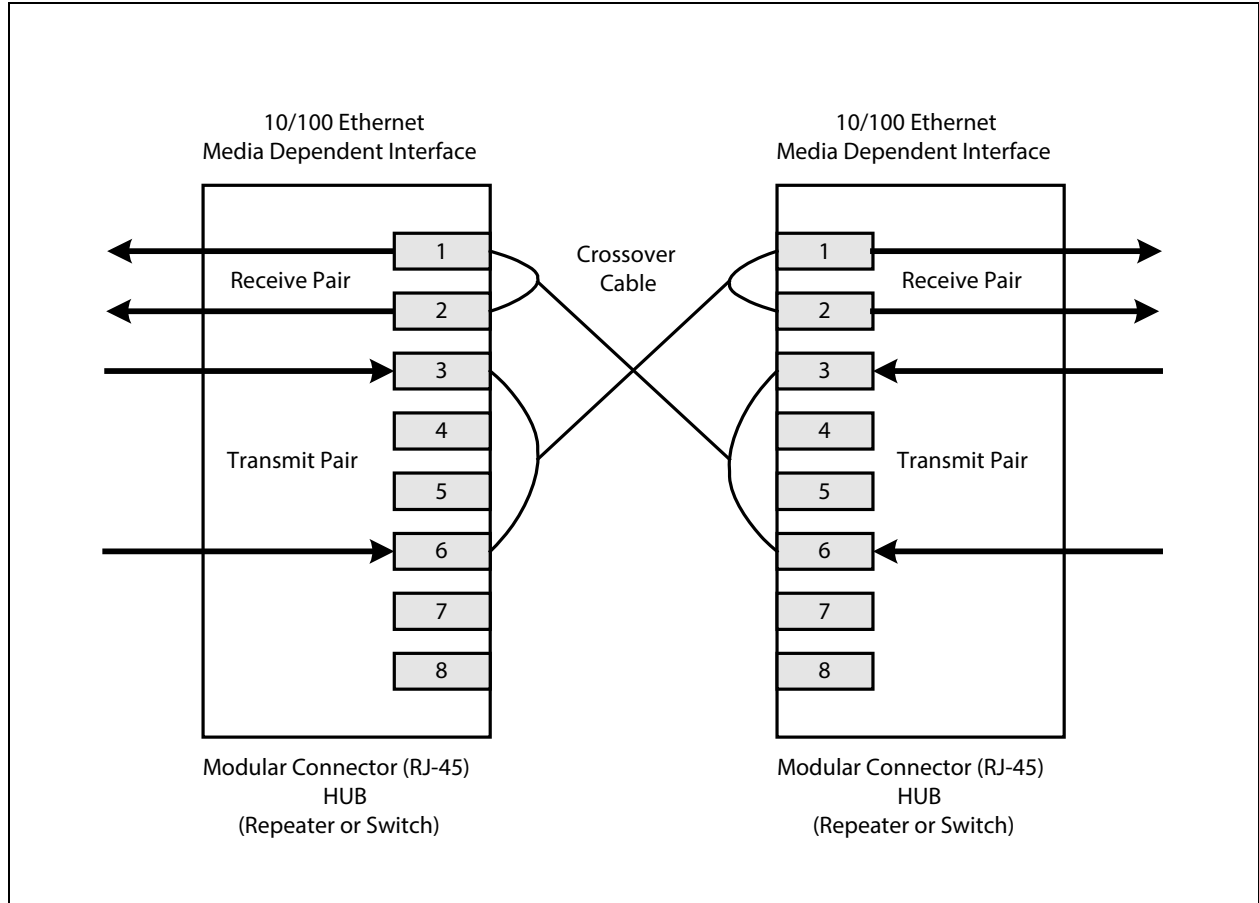 10/100 Ethernet
Media Dependent Interface
10/100 Ethernet
Media Dependent Interface
1
Receive Pair
2
3
4
Transmit Pair
5
6
7
8
Crossover
Cable
1
Receive Pair
2
3
4
Transmit Pair
5
6
7
8
Modular Connector (RJ-45)
HUB
(Repeater or Switch)
Modular Connector (RJ-45)
HUB
(Repeater or Switch)